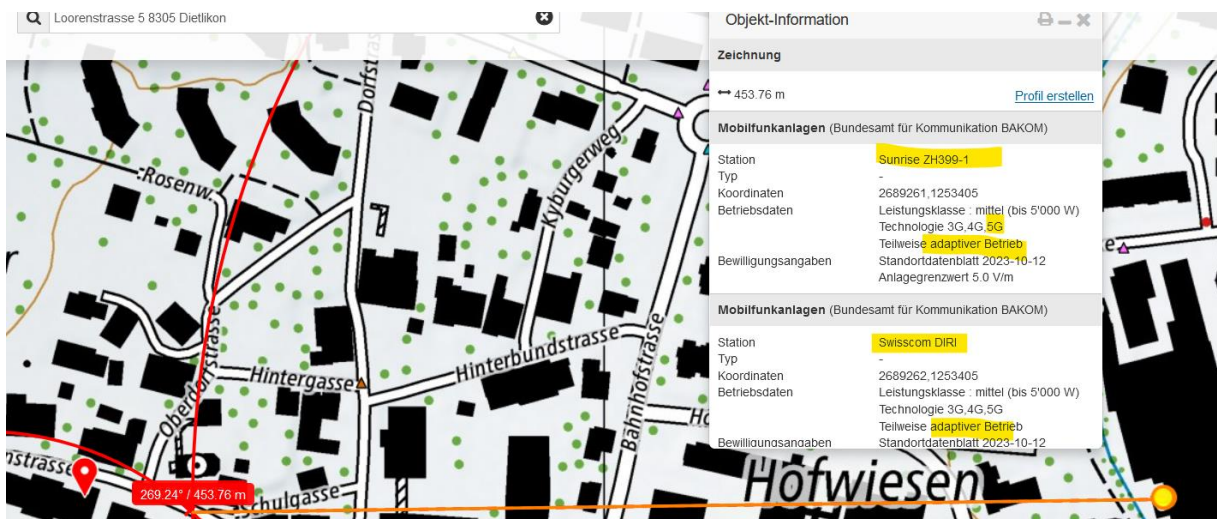 Loorenstrasse 5 8305 Dietlikon
Objekt-Information
Zeichnung
453.76 m
Profil erstellen
Mobilfunkanlagen (Bundesamt für Kommunikation BAKOM)
Station Sunrise ZH399-1
Typ -
Koordinaten 2689261,1253405
Betriebsdaten Leistungsklasse : mittel (bis 5'000 W)
Technologie 3G,4G,5G
Teilweise adaptiver Betrieb
Bewilligungsangaben Standortdatenblatt 2023-10-12
Anlagegrenzwert 5.0 V/m
Mobilfunkanlagen (Bundesamt für Kommunikation BAKOM)
Station Swisscom DIRI
Typ -
Koordinaten 2689262,1253405
Betriebsdaten Leistungsklasse : mittel (bis 5'000 W)
Technologie 3G,4G,5G
Teilweise adaptiver Betrieb
Bewilligungsangaben Standortdatenblatt 2023-10-12
Dorfstras
Rosenw.
Kyburgerweg
Oberdorfstrasse
Hintergasse
Hinterbundstrasse
Bahnhofstrasse
Ho
nstrasse
269.24° / 453.76 m
Schulgasse
Hofwiesen